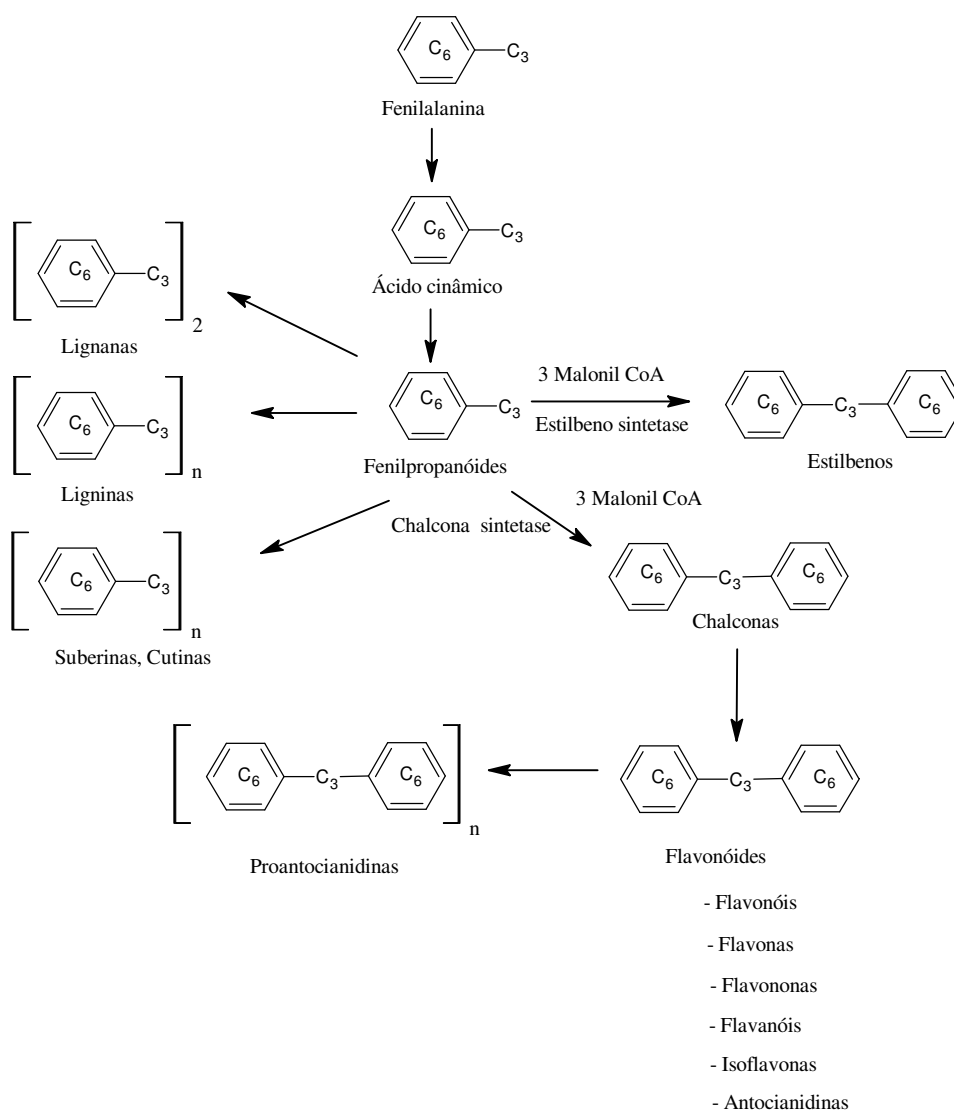 C6 C3
Fenilalanina
C6 C3
Ácido cinâmico
C6 C3
2
Lignanas
C6 C3
n
Ligninas
C6 C3
Fenilpropanóides
3 Malonil CoA
Estilbeno sintetase
C6 C3 C6
Estilbenos
3 Malonil CoA
Chalcona sintetase
C6 C3
n
Suberinas, Cutinas
C6 C3 C6
Chalconas
C6 C3 C6
n
Proantocianidinas
C6 C3 C6
Flavonóides
- Flavonóis
- Flavonas
- Flavononas
- Flavanóis
- Isoflavonas
- Antocianidinas